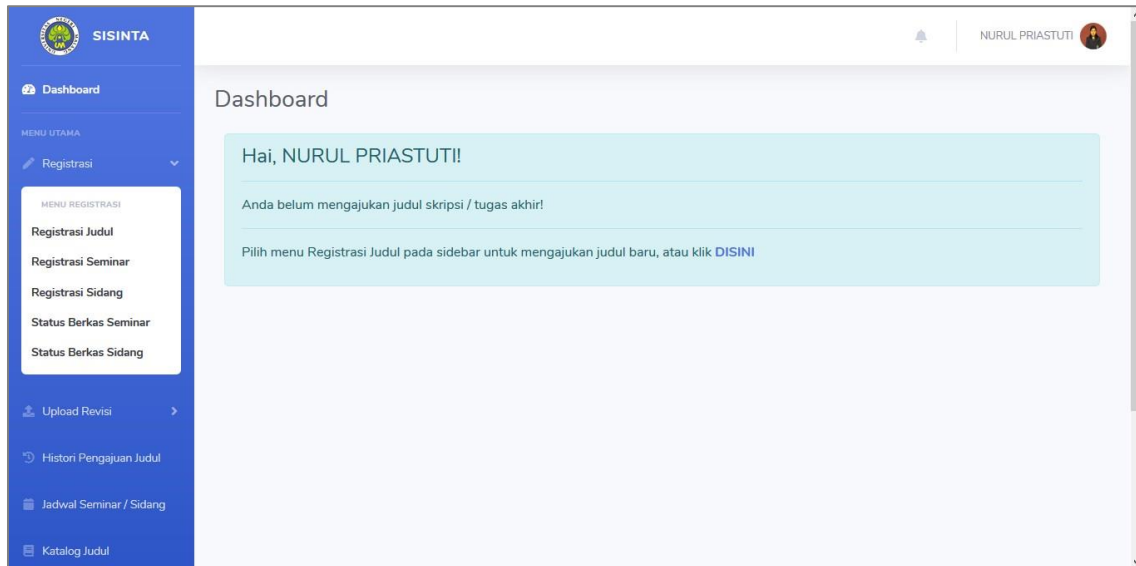 SISINTA
NURUL PRIASTUTI
Dashboard
Dashboard
MENU UTAMA
Hai, NURUL PRIASTUTI!
Registrasi
MENU REGISTRASI
Anda belum mengajukan judul skripsi / tugas akhir!
Registrasi Judul
Pilih menu Registrasi Judul pada sidebar untuk mengajukan judul baru, atau klik DISINI
Registrasi Seminar
Registrasi Sidang
Status Berkas Seminar
Status Berkas Sidang
Upload Revisi
Histori Pengajuan Judul
Jadwal Seminar / Sidang
Katalog Judul